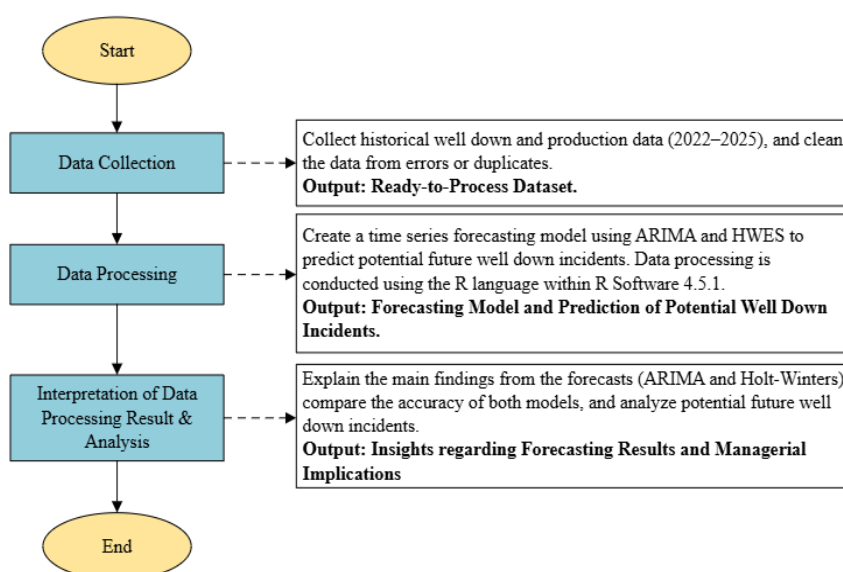 Start
Data Collection
Collect historical well down and production data (2022–2025), and clean
the data from errors or duplicates.
Output: Ready-to-Process Dataset.
Data Processing
Create a time series forecasting model using ARIMA and HWES to
predict potential future well down incidents. Data processing is
conducted using the R language within R Software 4.5.1.
Output: Forecasting Model and Prediction of Potential Well Down
Incidents.
Interpretation of Data
Processing Result &
Analysis
Explain the main findings from the forecasts (ARIMA and Holt-Winters)
compare the accuracy of both models, and analyze potential future well
down incidents.
Output: Insights regarding Forecasting Results and Managerial
Implications
End